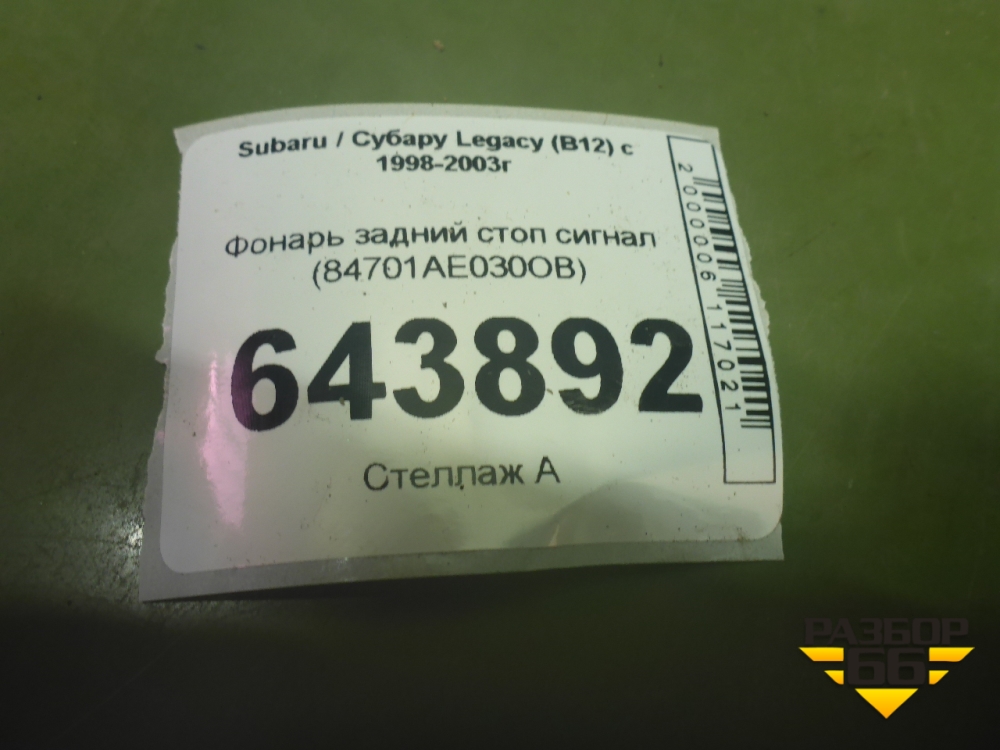 Subaru / Субару Legacy (B12) с
1998-2003г
Фонарь задний стоп сигнал
(84701AE030OB)
643892
Стеллаж А
2000006117021
РАЗБОР
66